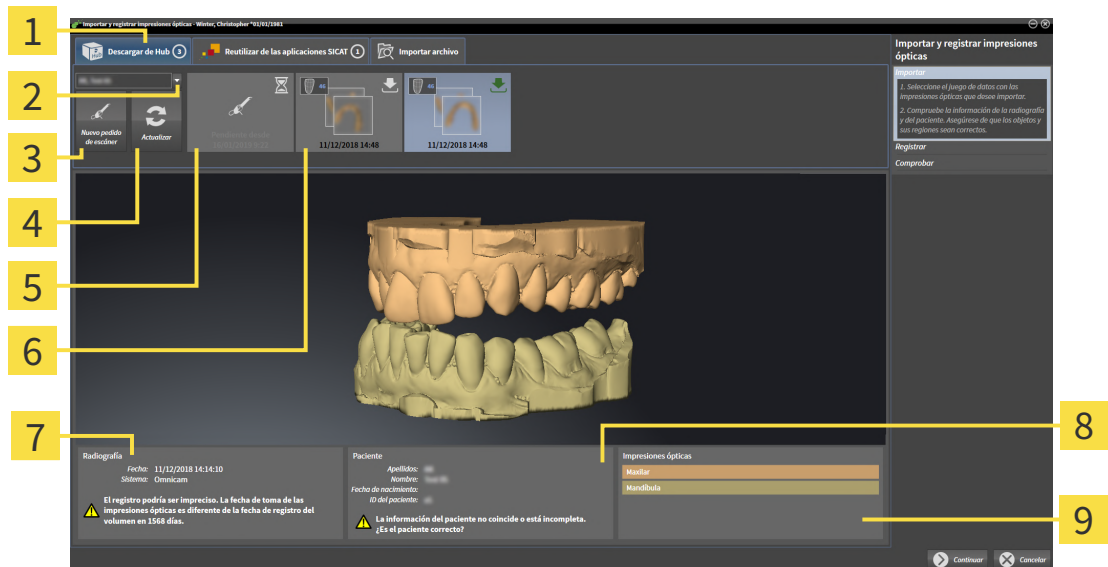 Importar y registrar impresiones ópticas - Winter, Christopher *01/01/1981
1
2
3
4
5
6
7
8
9
Descargar de Hub 3
Reutilizar de las aplicaciones SICAT 1
Importar archivo
Nuevo pedido
de escáner
Actualizar
Pendiente desde
46
11/12/2018 14:48
46
11/12/2018 14:48
Importar y registrar impresiones
ópticas
Importar
1. Seleccione el juego de datos con las
impresiones ópticas que desee importar.
2. Compruebe la información de la radiografía
y del paciente. Asegúrese de que los objetos y
sus regiones sean correctos.
Registrar
Comprobar
Radiografía
Fecha: 11/12/2018 14:14:10
Sistema: Omnicam
El registro podría ser impreciso. La fecha de toma de las
impresiones ópticas es diferente de la fecha de registro del
volumen en 1568 días.
Paciente
Apellidos:
Nombre:
Fecha de nacimiento:
ID del paciente:
La información del paciente no coincide o está incompleta.
¿Es el paciente correcto?
Impresiones ópticas
Maxilar
Mandíbula
Continuar
Cancelar